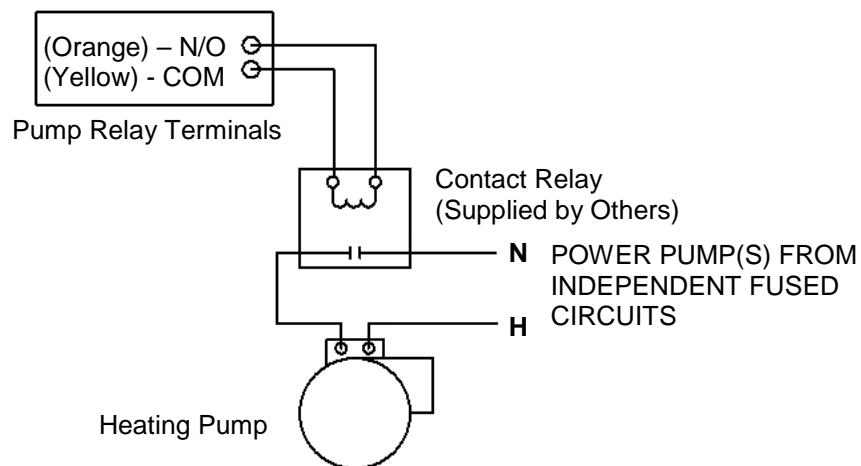 (Orange) – N/O
(Yellow) - COM
Pump Relay Terminals
Contact Relay
(Supplied by Others)
N
POWER PUMP(S) FROM
INDEPENDENT FUSED
CIRCUITS
H
Heating Pump